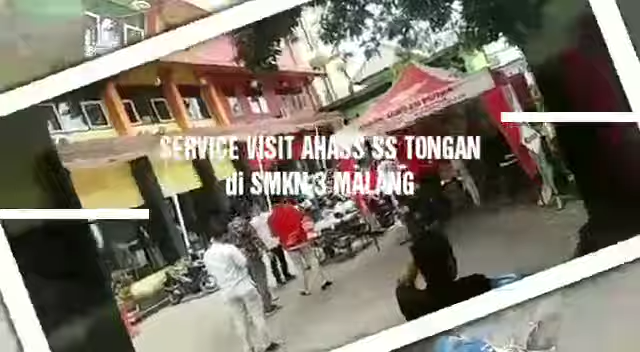 SERVICE VISIT AHASS SS TONGAN
di SMKN 3 MALANG